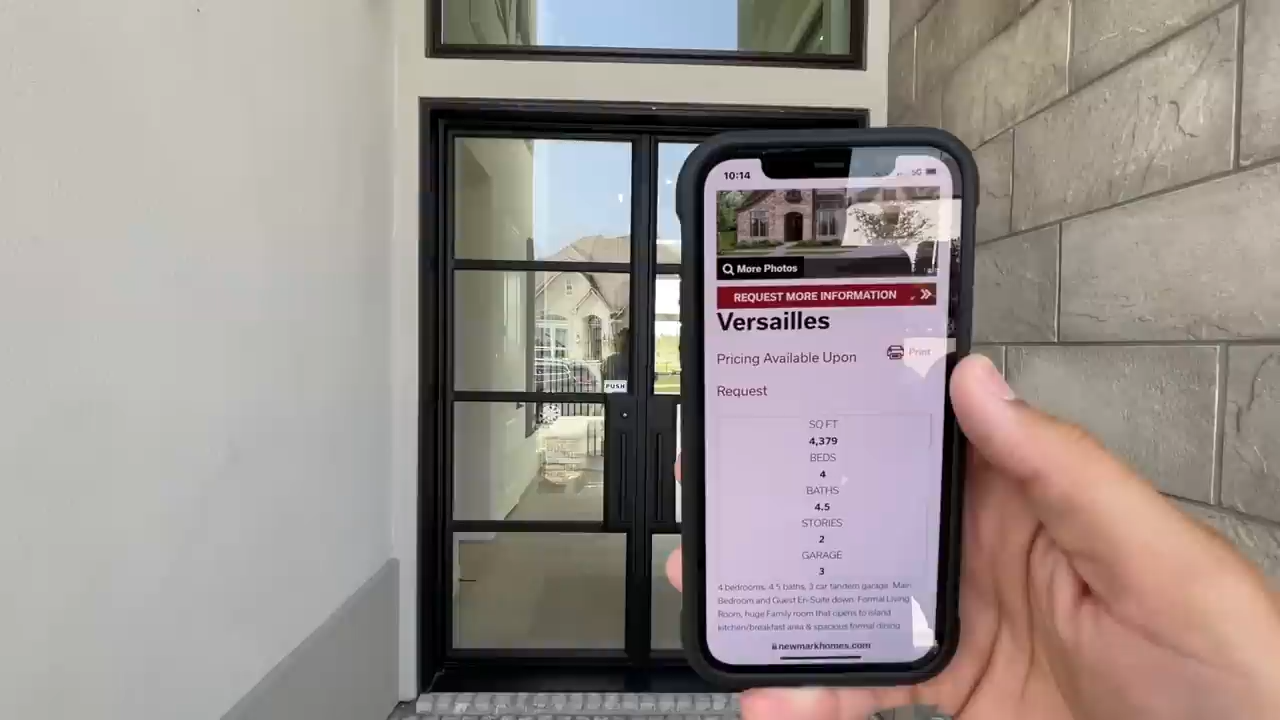 10:14
5G
More Photos
REQUEST MORE INFORMATION
Versailles
Pricing Available Upon
Print
Request
PUSH
SQ FT
4,379
BEDS
4
BATHS
4.5
STORIES
2
GARAGE
3
4 bedrooms, 4.5 baths, 3 car tandem garage. Main
Bedroom and Guest En-Suite down. Formal Living
Room, huge Family room that opens to island
kitchen/breakfast area & spacious formal dining
newmarkhomes.com